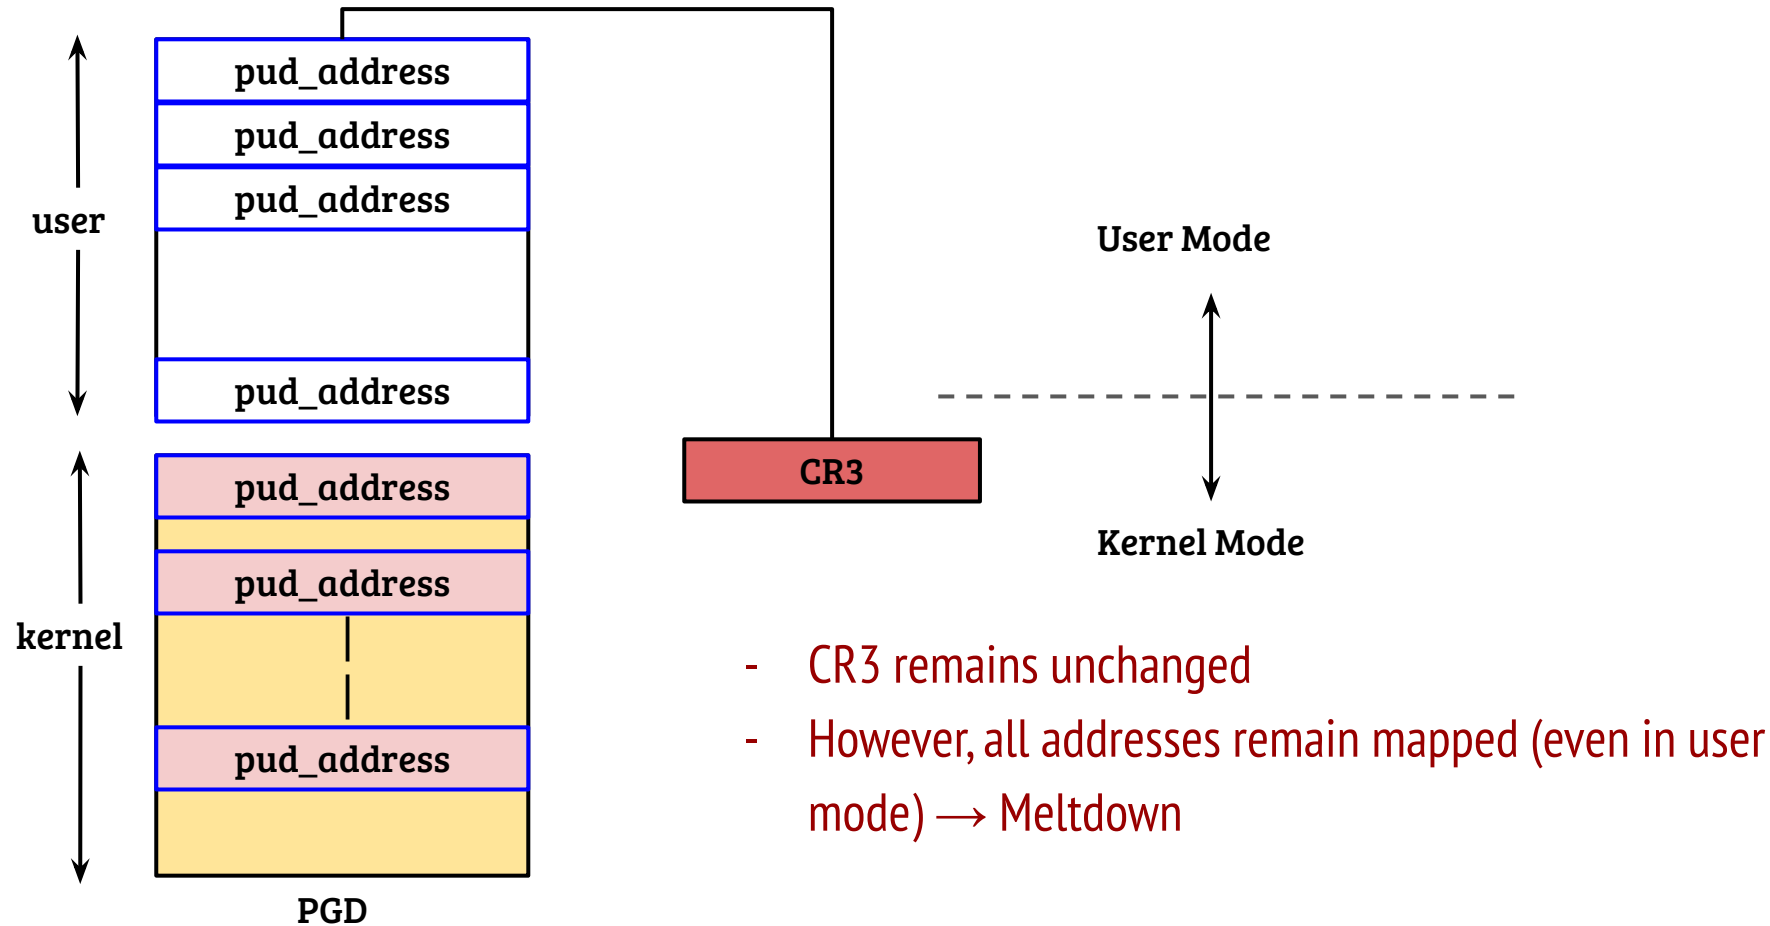 pud_address
pud_address
pud_address
user
pud_address
pud_address
pud_address
kernel
pud_address
PGD
CR3
User Mode
Kernel Mode
- CR3 remains unchanged
- However, all addresses remain mapped (even in user
mode) → Meltdown